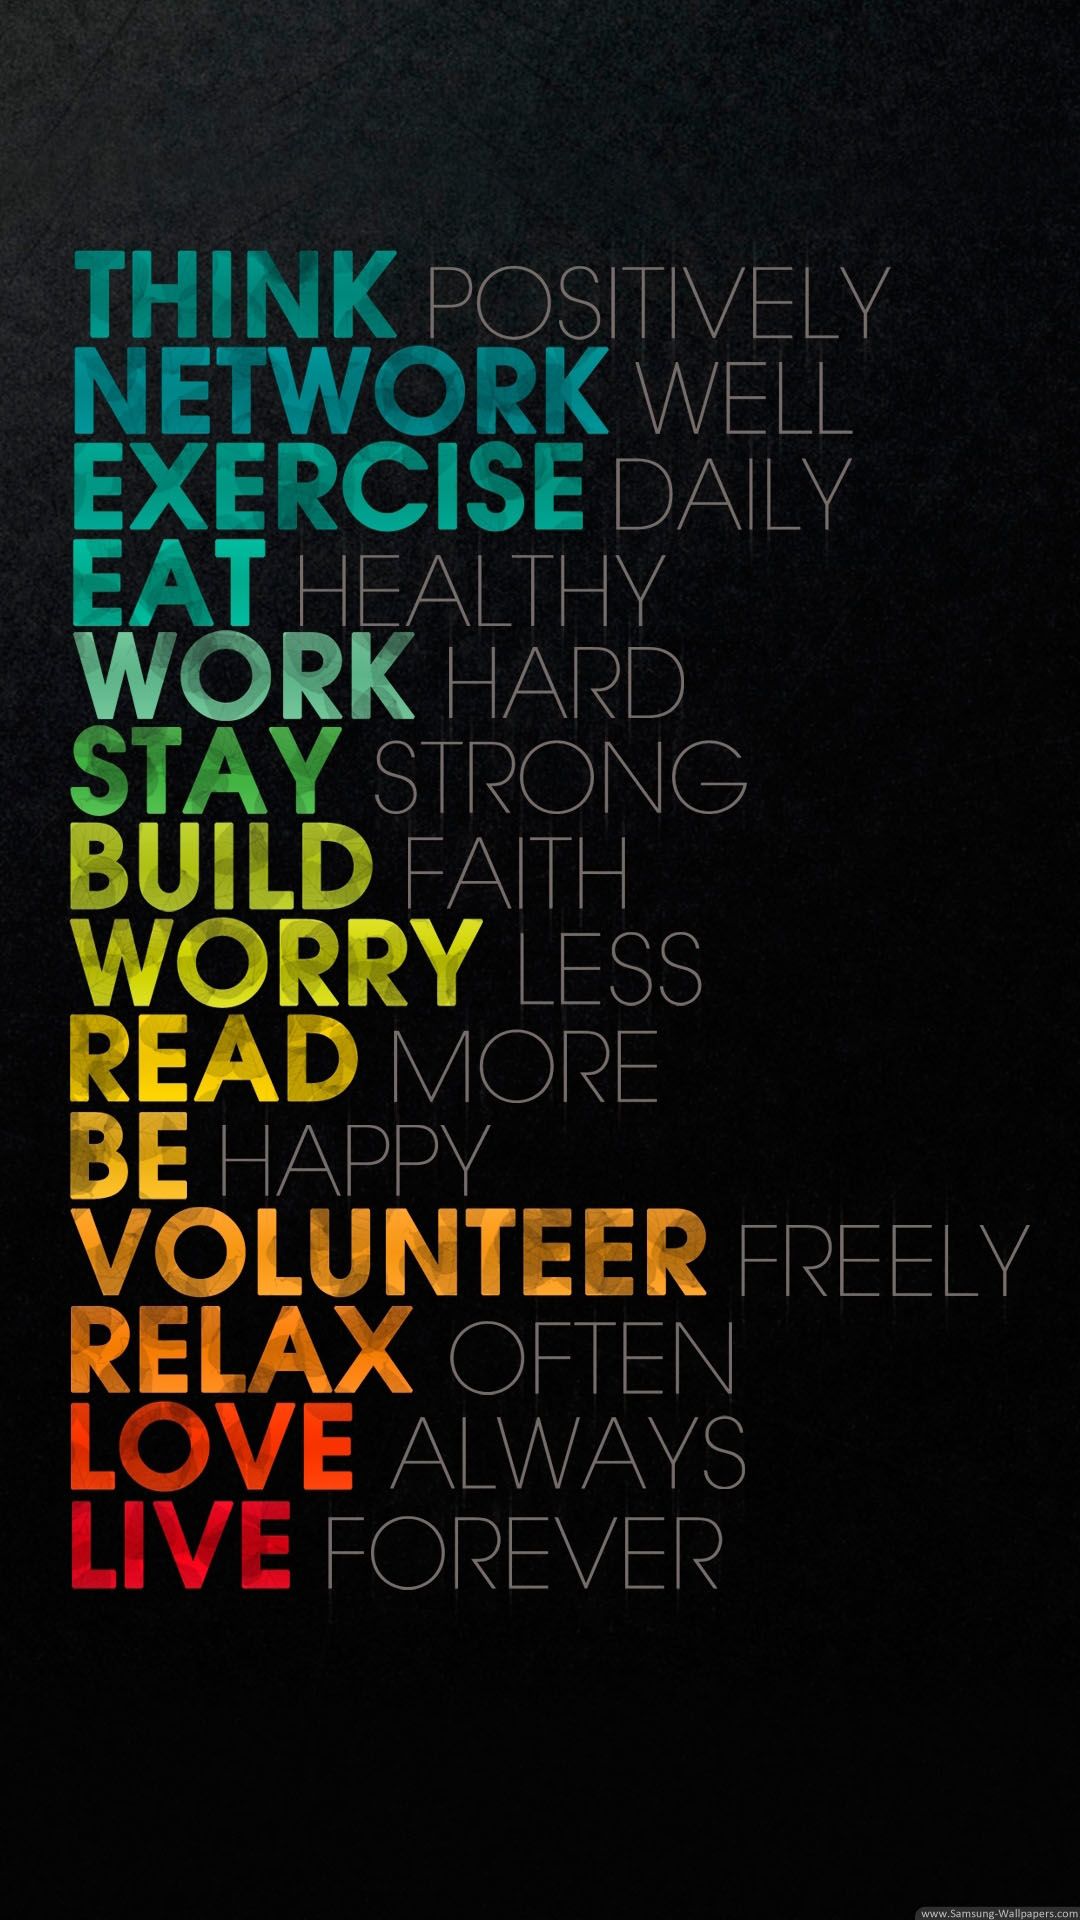 THINK POSITIVELY
NETWORK WELL
EXERCISE DAILY
EAT HEALTHY
WORK HARD
STAY STRONG
BUILD FAITH
WORRY LESS
READ MORE
BE HAPPY
VOLUNTEER FREELY
RELAX OFTEN
LOVE ALWAYS
LIVE FOREVER
www.Samsung-Wallpapers.com